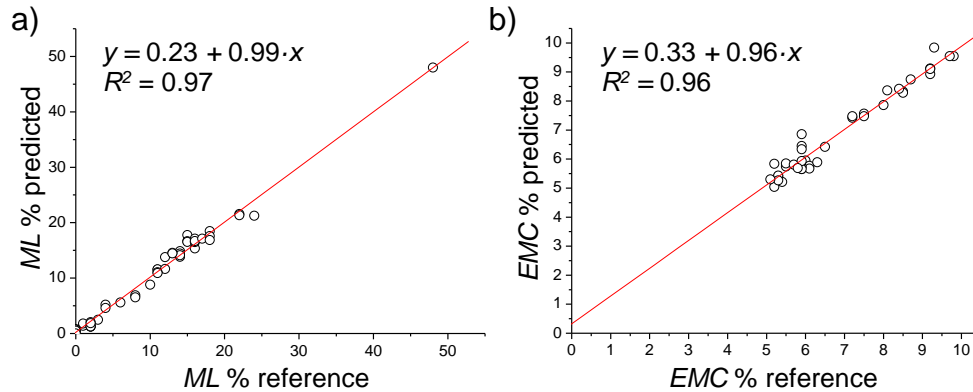 a)
y = 0.23 + 0.99·x
R² = 0.97
50
40
30
20
10
0
ML % predicted
0 10 20 30 40 50
ML % reference
b)
y = 0.33 + 0.96·x
R² = 0.96
10
9
8
7
6
5
4
3
2
1
0
EMC % predicted
0 1 2 3 4 5 6 7 8 9 10
EMC % reference